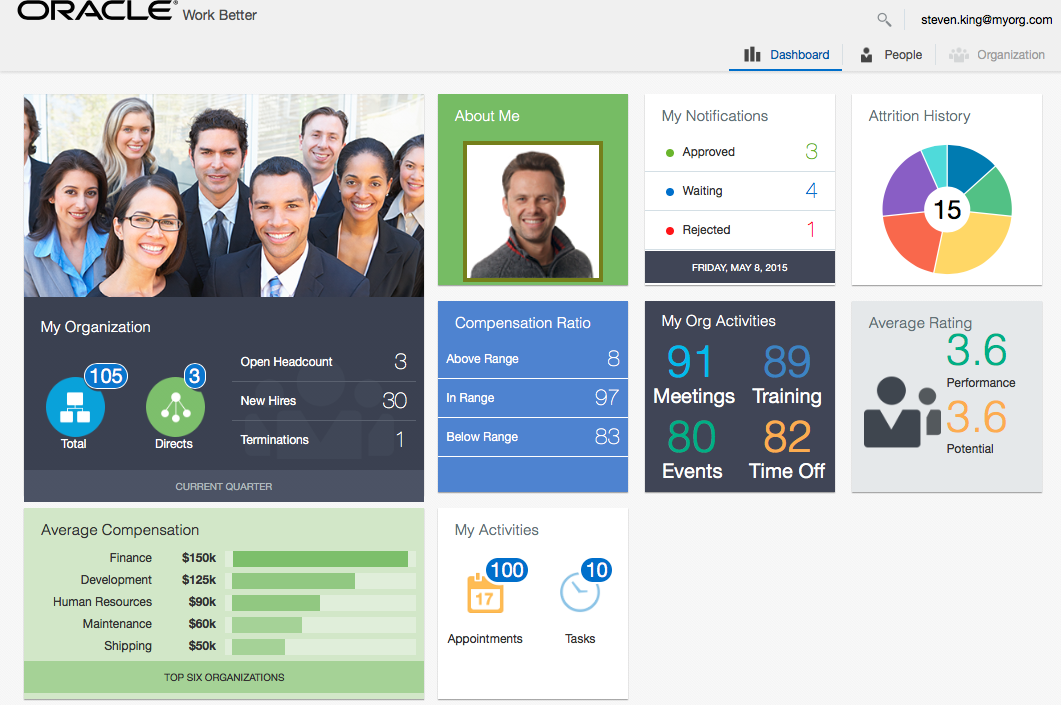 ORACLE® Work Better
steven.king@myorg.com
Dashboard
People
Organization
My Organization
105
Total
3
Directs
Open Headcount 3
New Hires 30
Terminations 1
CURRENT QUARTER
About Me
My Notifications
Approved 3
Waiting 4
Rejected 1
FRIDAY, MAY 8, 2015
Attrition History
15
Compensation Ratio
Above Range 8
In Range 97
Below Range 83
My Org Activities
91 89
Meetings Training
80 82
Events Time Off
Average Rating
3.6
Performance
3.6
Potential
Average Compensation
Finance $150k
Development $125k
Human Resources $90k
Maintenance $60k
Shipping $50k
TOP SIX ORGANIZATIONS
My Activities
100 10
17
Appointments Tasks